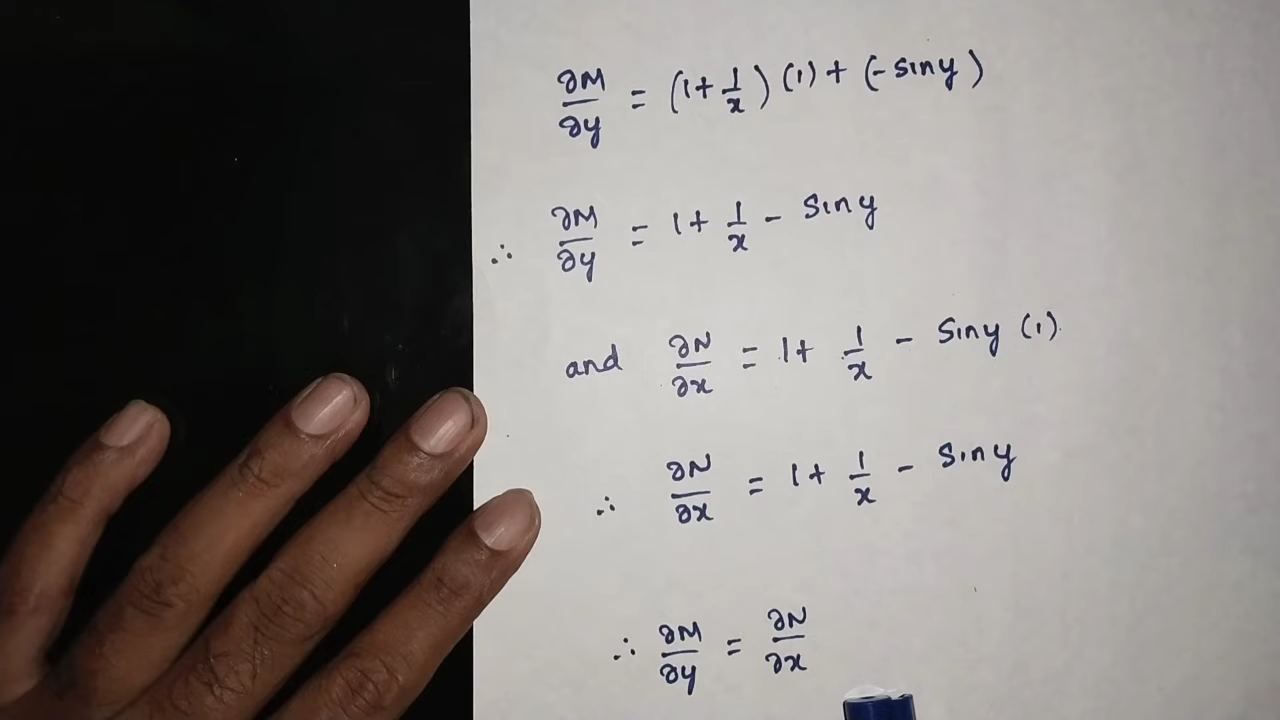 ∂M/∂y = (1 + 1/x) (1) + (- siny)
∴ ∂M/∂y = 1 + 1/x - Siny
and ∂N/∂x = 1 + 1/x - Siny (1)
∴ ∂N/∂x = 1 + 1/x - Siny
∴ ∂M/∂y = ∂N/∂x